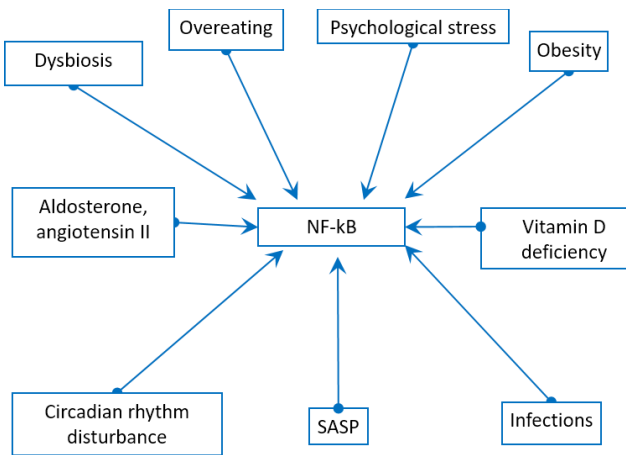 Overeating
Psychological stress
Dysbiosis
Obesity
Aldosterone,
angiotensin II
NF-kB
Vitamin D
deficiency
Circadian rhythm
disturbance
SASP
Infections